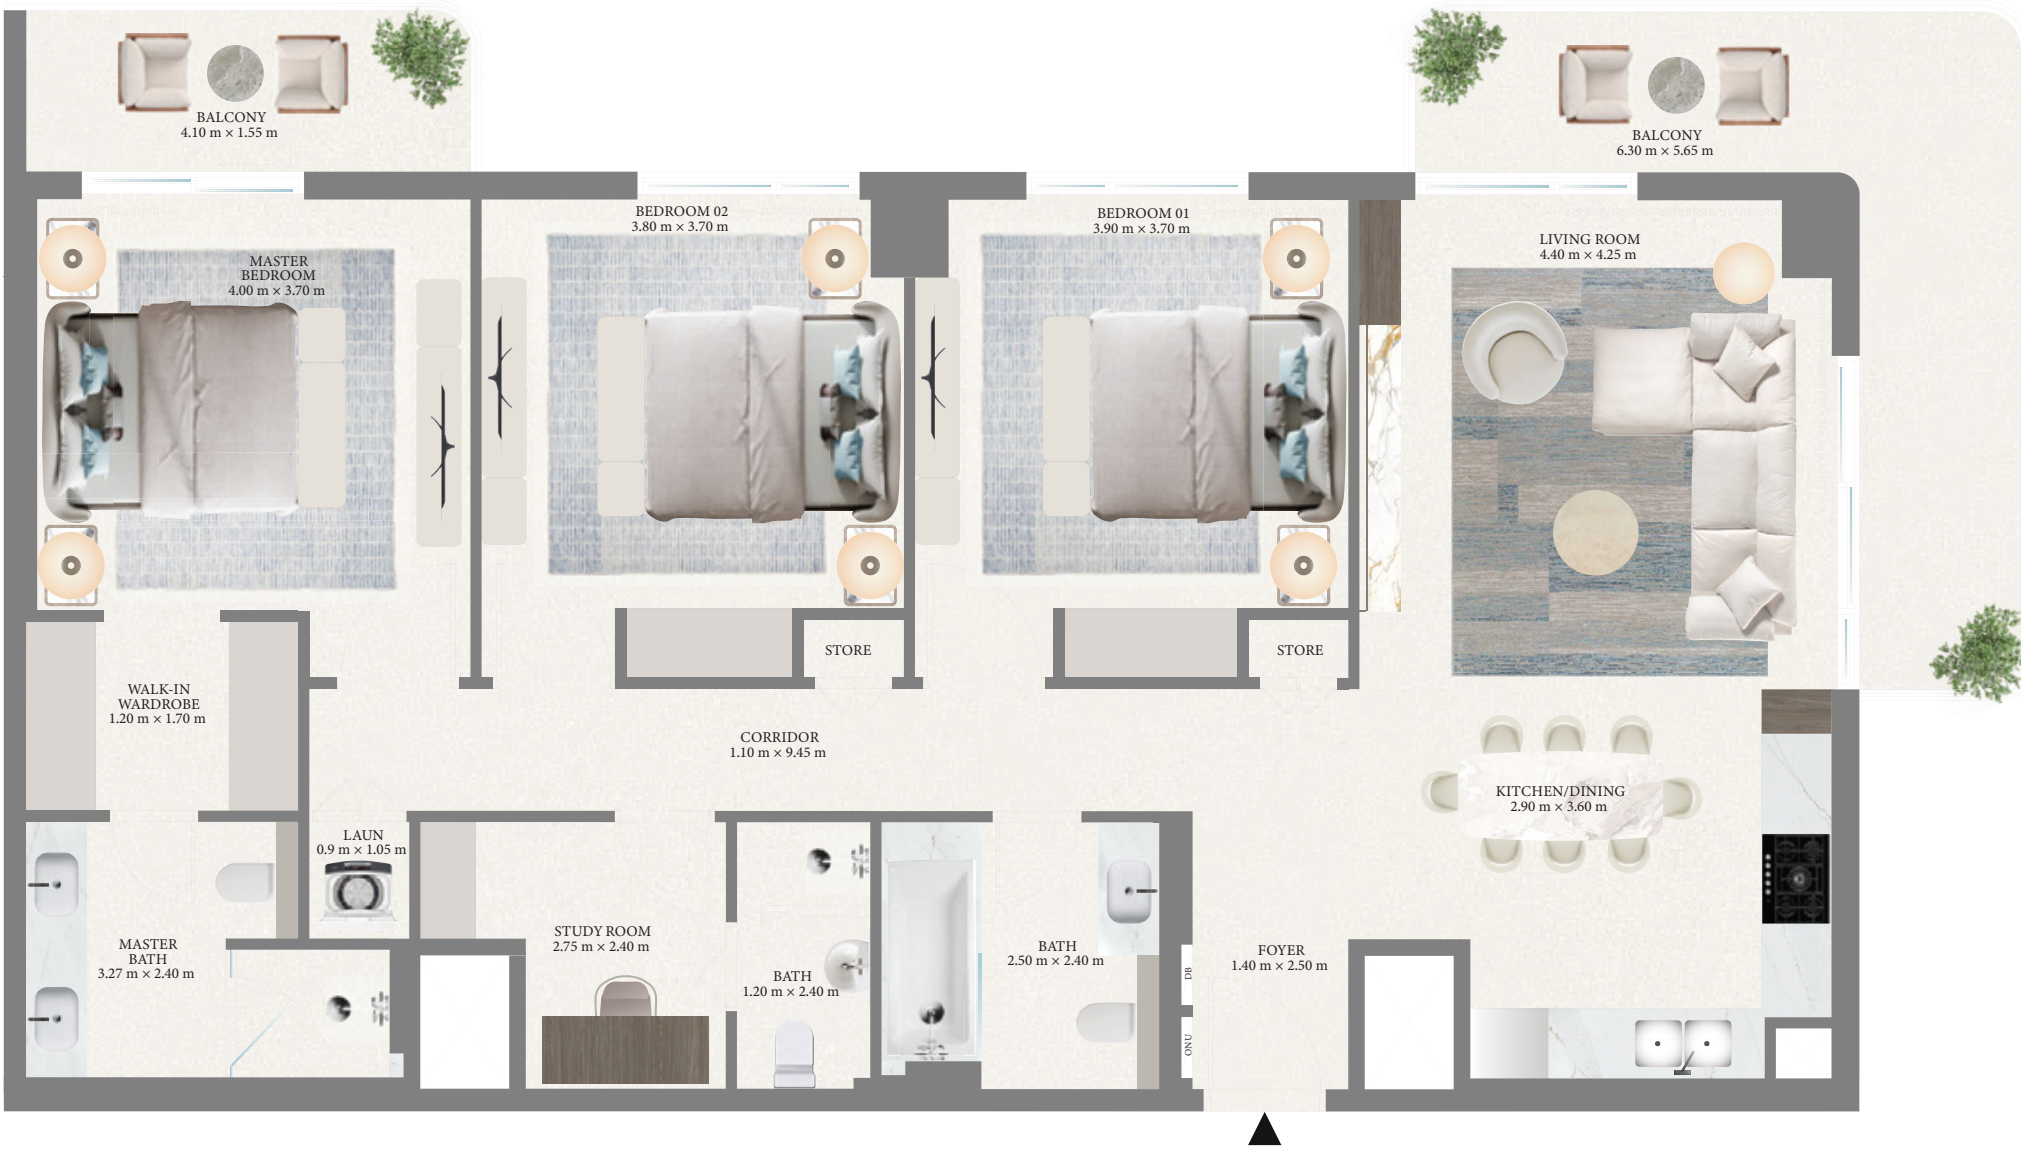 BALCONY
4.10 m × 1.55 m
BALCONY
6.30 m × 5.65 m
BEDROOM 02
3.80 m × 3.70 m
BEDROOM 01
3.90 m × 3.70 m
LIVING ROOM
4.40 m × 4.25 m
MASTER
BEDROOM
4.00 m × 3.70 m
STORE
STORE
WALK-IN
WARDROBE
1.20 m × 1.70 m
CORRIDOR
1.10 m × 9.45 m
KITCHEN/DINING
2.90 m × 3.60 m
LAUN
0.9 m × 1.05 m
STUDY ROOM
2.75 m × 2.40 m
MASTER
BATH
3.27 m × 2.40 m
BATH
1.20 m × 2.40 m
BATH
2.50 m × 2.40 m
FOYER
1.40 m × 2.50 m
DB
ONU